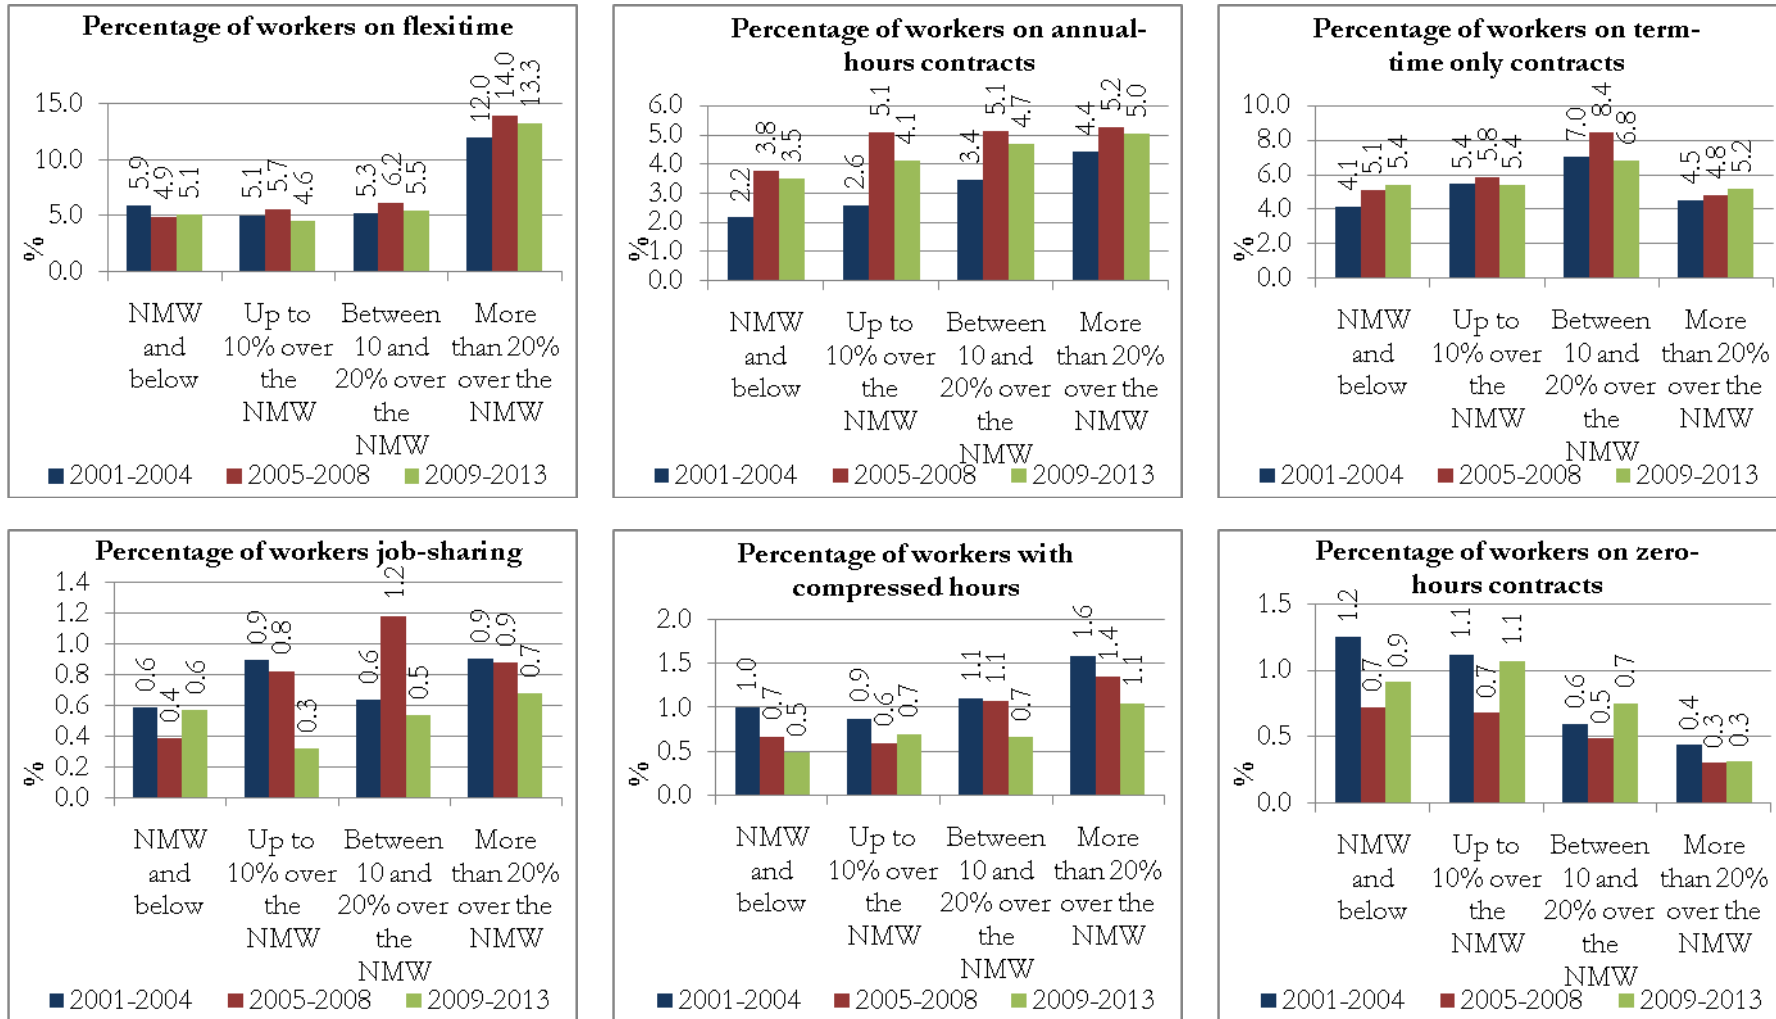 Percentage of workers on flexitime
5.9 4.9 5.1 5.1 5.7 4.6 5.3 6.2 5.5 12.0 14.0 13.3
15.0
10.0
5.0
0.0
%
NMW and below
Up to 10% over the NMW
Between 10 and 20% over the NMW
More than 20% over the NMW
2001-2004 2005-2008 2009-2013
Percentage of workers on annual-
hours contracts
2.2 3.8 3.5 2.6 5.1 4.1 3.4 5.1 4.7 4.4 5.2 5.0
6.0
5.0
4.0
3.0
2.0
1.0
0.0
%
NMW and below
Up to 10% over the NMW
Between 10 and 20% over the NMW
More than 20% over the NMW
2001-2004 2005-2008 2009-2013
Percentage of workers on term-
time only contracts
4.1 5.1 5.4 5.4 5.8 5.4 7.0 8.4 6.8 4.5 4.8 5.2
10.0
8.0
6.0
4.0
2.0
0.0
%
NMW and below
Up to 10% over the NMW
Between 10 and 20% over the NMW
More than 20% over the NMW
2001-2004 2005-2008 2009-2013
Percentage of workers job-sharing
0.6 0.4 0.6 0.9 0.8 0.3 0.6 1.2 0.5 0.9 0.9 0.7
1.4
1.2
1.0
0.8
0.6
0.4
0.2
0.0
%
NMW and below
Up to 10% over the NMW
Between 10 and 20% over the NMW
More than 20% over the NMW
2001-2004 2005-2008 2009-2013
Percentage of workers with
compressed hours
1.0 0.7 0.5 0.9 0.6 0.7 1.1 1.1 0.7 1.6 1.4 1.1
2.0
1.5
1.0
0.5
0.0
%
NMW and below
Up to 10% over the NMW
Between 10 and 20% over the NMW
More than 20% over the NMW
2001-2004 2005-2008 2009-2013
Percentage of workers on zero-
hours contracts
1.2 0.7 0.9 1.1 0.7 1.1 0.6 0.5 0.7 0.4 0.3 0.3
1.5
1.0
0.5
0.0
%
NMW and below
Up to 10% over the NMW
Between 10 and 20% over the NMW
More than 20% over the NMW
2001-2004 2005-2008 2009-2013